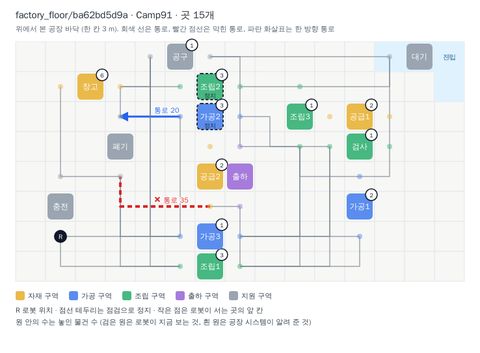 factory_floor/ba62bd5d9a · Camp91 · 곳 15개
위에서 본 공장 바닥 (한 칸 3 m). 회색 선은 통로, 빨간 점선은 막힌 통로, 파란 화살표는 한 방향 통로
공구 1
대기
진입
창고 6
조립2 3
정지
통로 20
가공2 3
정지
조립3 1
공급1 2
폐기
검사 1
공급2 2
출하
충전
✕ 통로 35
가공1 2
R
가공3 1
조립1 3
자재 구역 가공 구역 조립 구역 출하 구역 지원 구역
R 로봇 위치 · 점선 테두리는 점검으로 정지 · 작은 점은 로봇이 서는 곳의 앞 칸
원 안의 수는 놓인 물건 수 (검은 원은 로봇이 지금 보는 것, 흰 원은 공장 시스템이 알려 준 것)